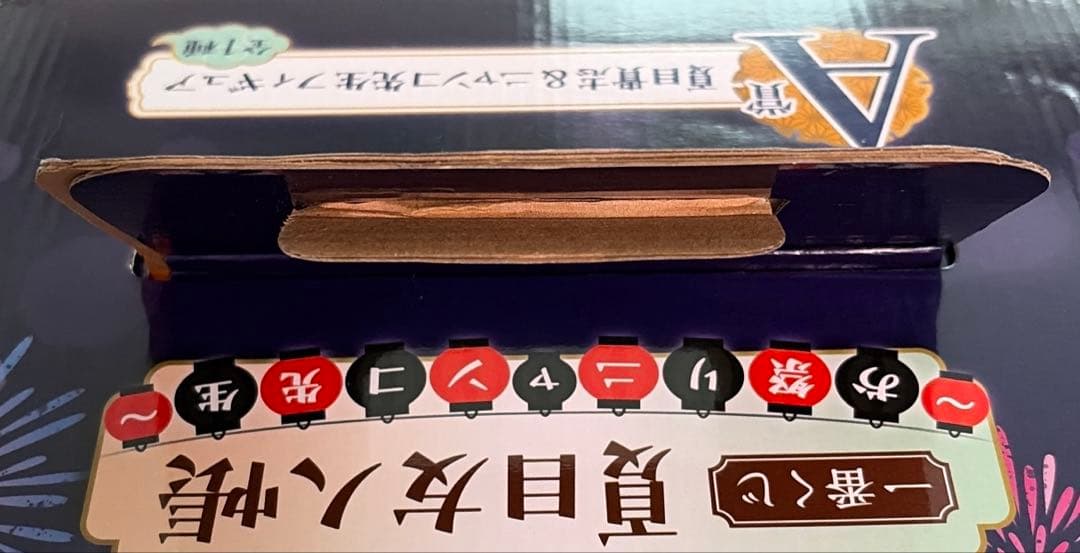 一番くじ 夏目友人帳
～お祭りニャンコ先生～
A賞 夏目貴志&ニャンコ先生フィギュア
全1種